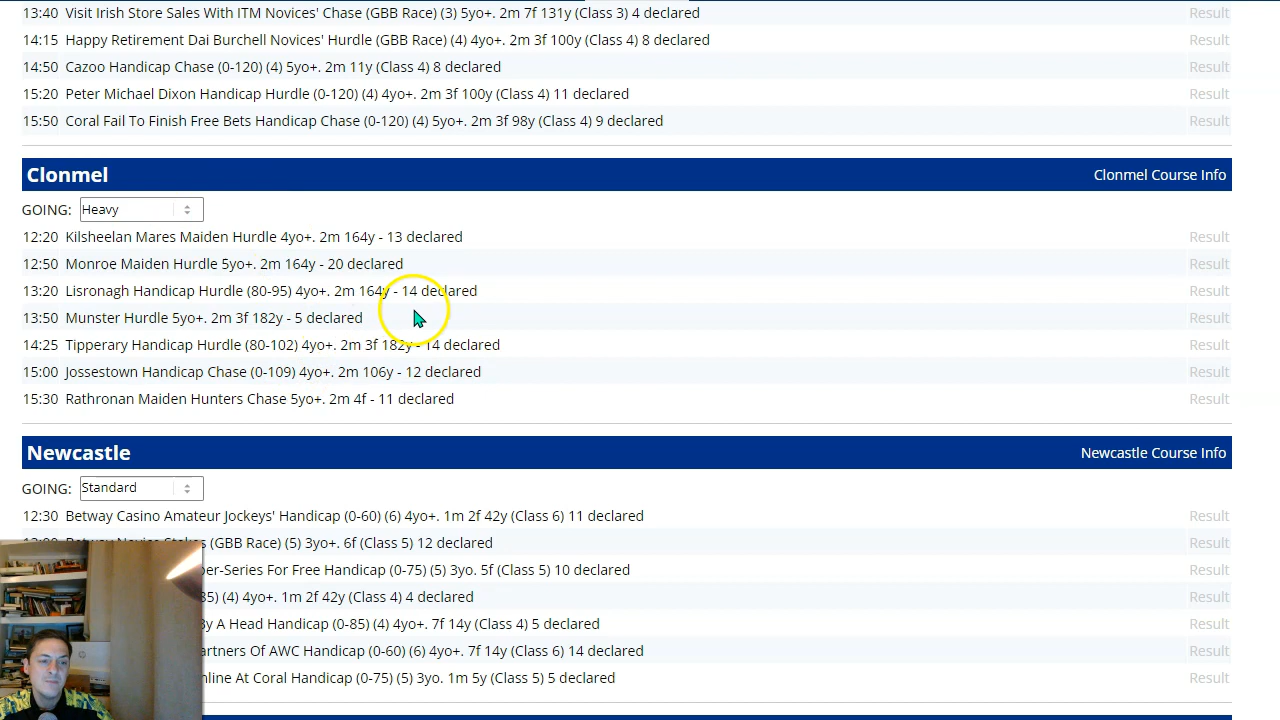 13:40 Visit Irish Store Sales With ITM Novices' Chase (GBB Race) (3) 5yo+. 2m 7f 131y (Class 3) 4 declared Result
14:15 Happy Retirement Dai Burchell Novices' Hurdle (GBB Race) (4) 4yo+. 2m 3f 100y (Class 4) 8 declared Result
14:50 Cazoo Handicap Chase (0-120) (4) 5yo+. 2m 11y (Class 4) 8 declared Result
15:20 Peter Michael Dixon Handicap Hurdle (0-120) (4) 4yo+. 2m 3f 100y (Class 4) 11 declared Result
15:50 Coral Fail To Finish Free Bets Handicap Chase (0-120) (4) 5yo+. 2m 3f 98y (Class 4) 9 declared Result
Clonmel Clonmel Course Info
GOING: Heavy
12:20 Kilsheelan Mares Maiden Hurdle 4yo+. 2m 164y - 13 declared Result
12:50 Monroe Maiden Hurdle 5yo+. 2m 164y - 20 declared Result
13:20 Lisronagh Handicap Hurdle (80-95) 4yo+. 2m 164y - 14 declared Result
13:50 Munster Hurdle 5yo+. 2m 3f 182y - 5 declared Result
14:25 Tipperary Handicap Hurdle (80-102) 4yo+. 2m 3f 182y - 14 declared Result
15:00 Jossestown Handicap Chase (0-109) 4yo+. 2m 106y - 12 declared Result
15:30 Rathronan Maiden Hunters Chase 5yo+. 2m 4f - 11 declared Result
Newcastle Newcastle Course Info
GOING: Standard
12:30 Betway Casino Amateur Jockeys' Handicap (0-60) (6) 4yo+. 1m 2f 42y (Class 6) 11 declared Result
(GBB Race) (5) 3yo+. 6f (Class 5) 12 declared Result
per-Series For Free Handicap (0-75) (5) 3yo. 5f (Class 5) 10 declared Result
85) (4) 4yo+. 1m 2f 42y (Class 4) 4 declared Result
By A Head Handicap (0-85) (4) 4yo+. 7f 14y (Class 4) 5 declared Result
artners Of AWC Handicap (0-60) (6) 4yo+. 7f 14y (Class 6) 14 declared Result
nline At Coral Handicap (0-75) (5) 3yo. 1m 5y (Class 5) 5 declared Result